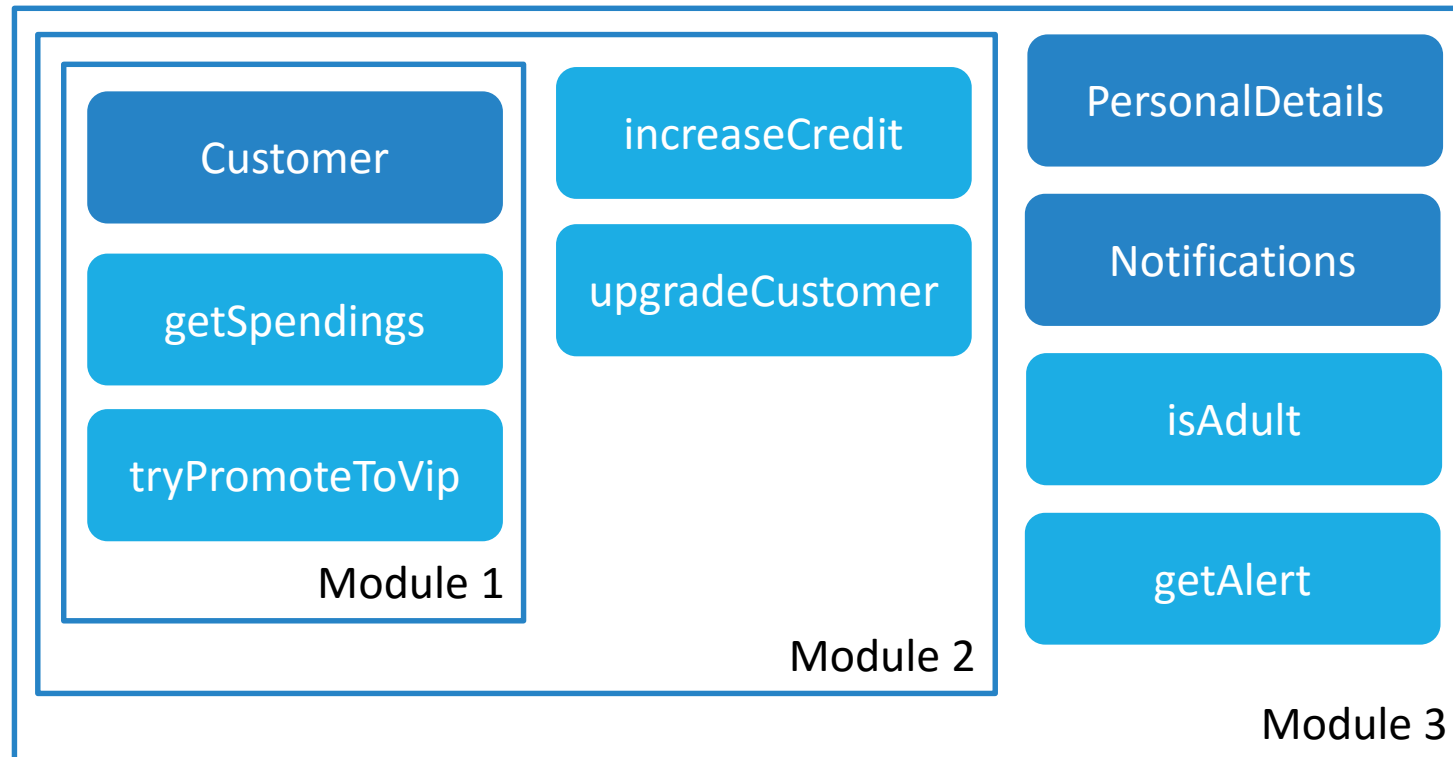 Customer
getSpendings
tryPromoteToVip
Module 1
increaseCredit
upgradeCustomer
Module 2
PersonalDetails
Notifications
isAdult
getAlert
Module 3